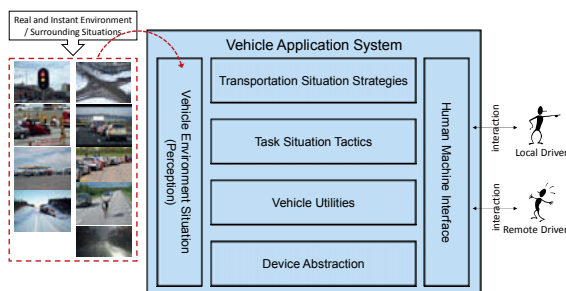 Real and Instant Environment
/ Surrounding Situations
Vehicle Application System
Vehicle Environment Situation
(Perception)
Transportation Situation Strategies
Task Situation Tactics
Vehicle Utilities
Device Abstraction
Human Machine Interface
interaction
Local Driver
interaction
Remote Driver